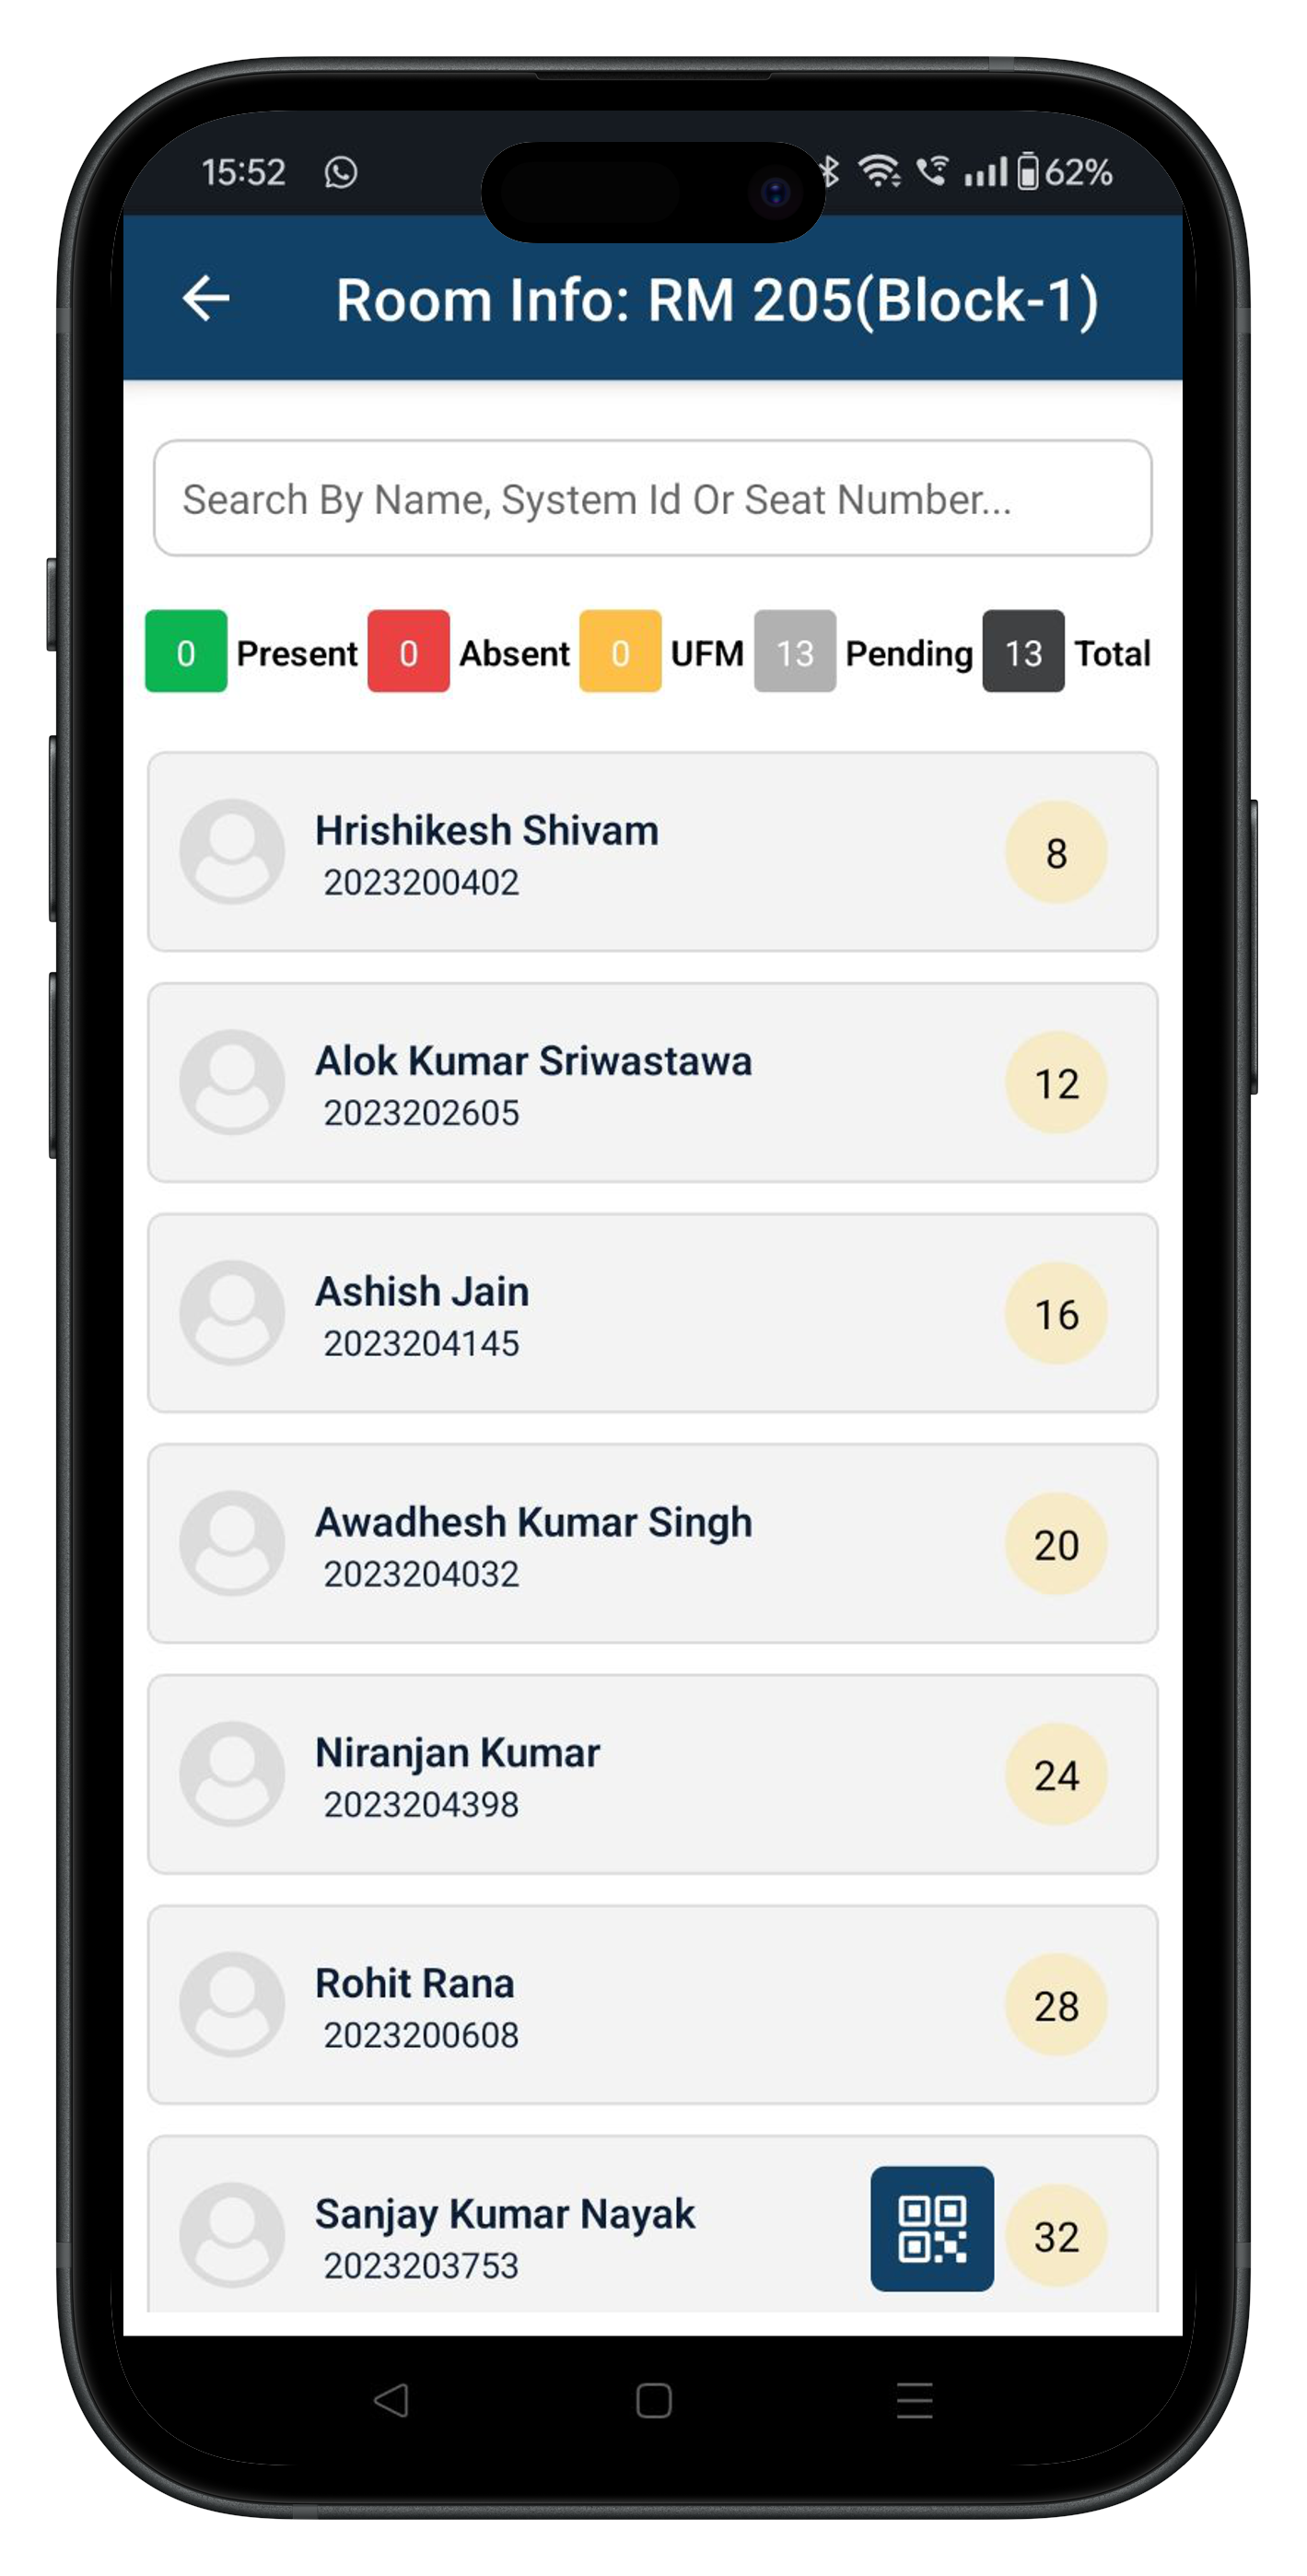 15:52 62%
Room Info: RM 205(Block-1)
Search By Name, System Id Or Seat Number...
0 Present 0 Absent 0 UFM 13 Pending 13 Total
Hrishikesh Shivam
2023200402
8
Alok Kumar Sriwastawa
2023202605
12
Ashish Jain
2023204145
16
Awadhesh Kumar Singh
2023204032
20
Niranjan Kumar
2023204398
24
Rohit Rana
2023200608
28
Sanjay Kumar Nayak
2023203753
32